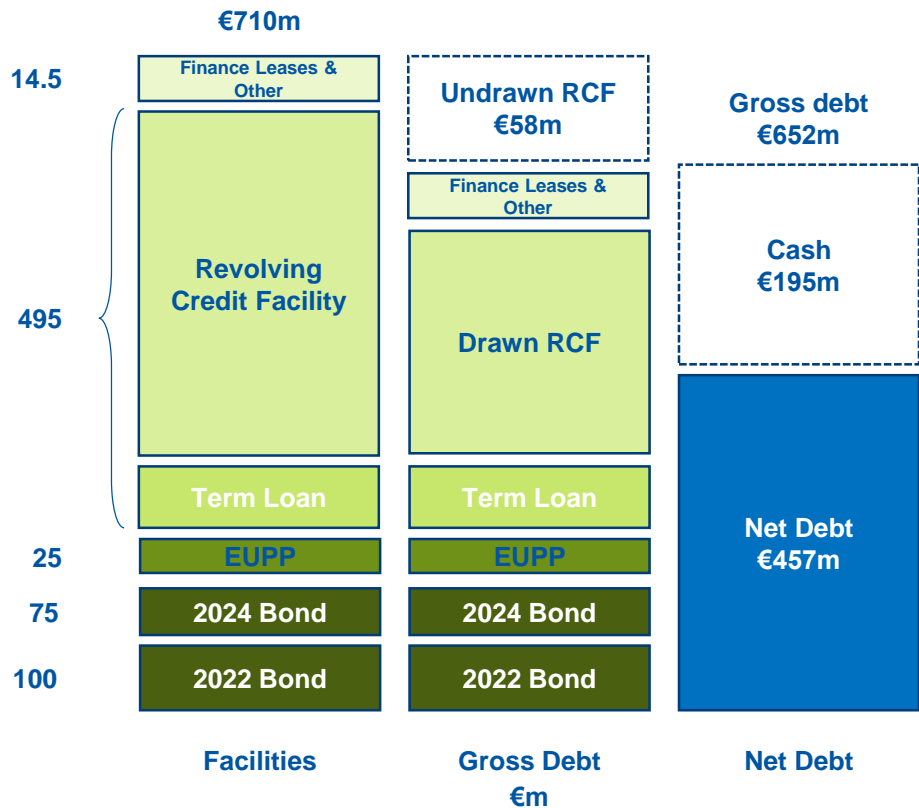 €710m
14.5
Finance Leases &
Other
Revolving
Credit Facility
495
Term Loan
25
EUPP
75
2024 Bond
100
2022 Bond
Facilities
Undrawn RCF
€58m
Finance Leases &
Other
Drawn RCF
Term Loan
EUPP
2024 Bond
2022 Bond
Gross Debt
€m
Gross debt
€652m
Cash
€195m
Net Debt
€457m
Net Debt